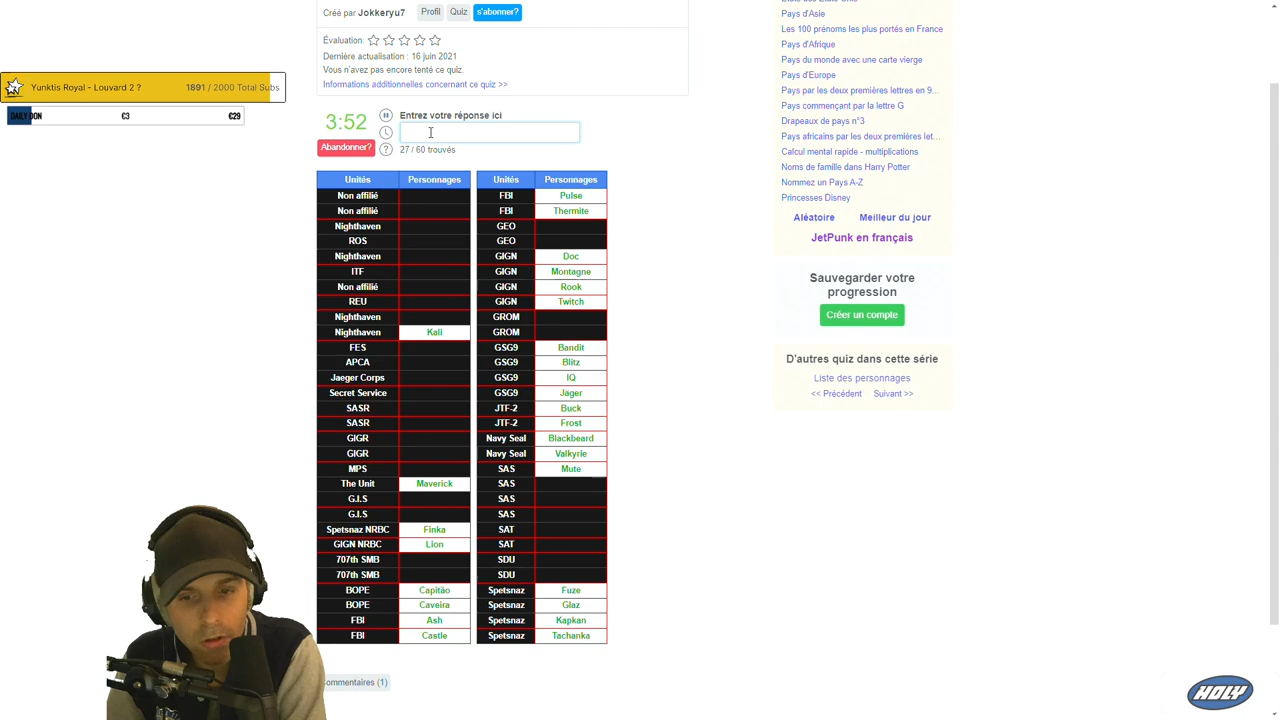 Créé par Jokkeryu7 Profil Quiz s'abonner?
Évaluation:
Dernière actualisation - 16 juin 2021
Vous n'avez pas encore tenté ce quiz.
Informations additionnelles concernant ce quiz >>
Yunktis Royal - Louvard 2 ? 1891 / 2000 Total Subs
DAILY DON €3 €29
3:52
Abandonner?
Entrez votre réponse ici
27 / 60 trouvés
Unités Personnages Unités Personnages
Non affilié FBI Pulse
Non affilié FBI Thermite
Nighthaven GEO
ROS GEO
Nighthaven GIGN Doc
ITF GIGN Montagne
Non affilié GIGN Rook
REU GIGN Twitch
Nighthaven GROM
Nighthaven Kali GROM
FES GSG9 Bandit
APCA GSG9 Blitz
Jaeger Corps GSG9 IQ
Secret Service GSG9 Jäger
SASR JTF-2 Buck
SASR JTF-2 Frost
GIGR Navy Seal Blackbeard
GIGR Navy Seal Valkyrie
MPS SAS Mute
The Unit Maverick SAS
G.I.S SAS
G.I.S SAS
Spetsnaz NRBC Finka SAT
GIGN NRBC Lion SAT
707th SMB SDU
707th SMB SDU
BOPE Capitão Spetsnaz Fuze
BOPE Caveira Spetsnaz Glaz
FBI Ash Spetsnaz Kapkan
FBI Castle Spetsnaz Tachanka
Commentaires (1)
Pays d'Asie
Les 100 prénoms les plus portés en France
Pays d'Afrique
Pays du monde avec une carte vierge
Pays d'Europe
Pays par les deux premières lettres en 9...
Pays commençant par la lettre G
Drapeaux de pays n°3
Pays africains par les deux premières let...
Calcul mental rapide - multiplications
Noms de famille dans Harry Potter
Nommez un Pays A-Z
Princesses Disney
Aléatoire Meilleur du jour
JetPunk en français
Sauvegarder votre
progression
Créer un compte
D'autres quiz dans cette série
Liste des personnages
<< Précédent Suivant >>
HOLY